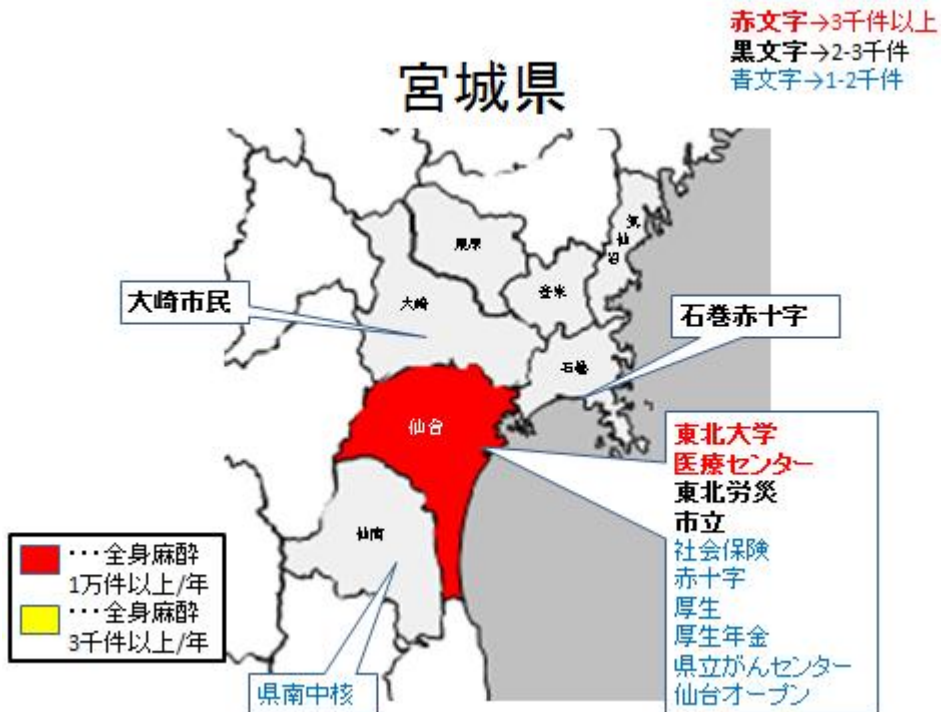 赤文字→3千件以上
黒文字→2-3千件
青文字→1-2千件
宮城県
気
仙
沼
栗原
登米
大崎市民
大崎
石巻赤十字
石巻
仙台
東北大学
医療センター
東北労災
市立
社会保険
赤十字
厚生
厚生年金
県立がんセンター
仙台オープン
仙南
・・・全身麻酔
1万件以上/年
・・・全身麻酔
3千件以上/年
県南中核